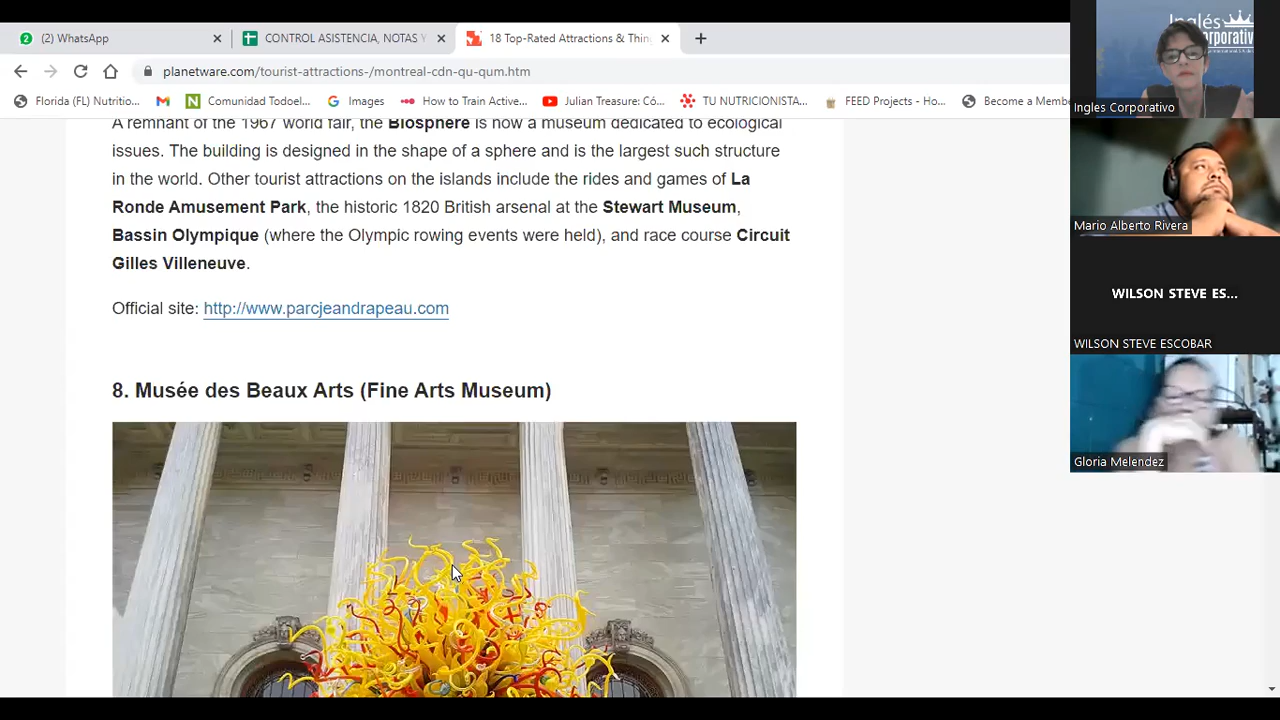 (2) WhatsApp
CONTROL ASISTENCIA, NOTAS Y
18 Top-Rated Attractions & Thin
planetware.com/tourist-attractions-/montreal-cdn-qu-qum.htm
Florida (FL) Nutritio...
Comunidad Todoel...
Images
How to Train Active...
Julian Treasure: Có...
TU NUTRICIONISTA...
FEED Projects - Ho...
Become a Membe
A remnant of the 1967 world fair, the Biosphere is now a museum dedicated to ecological
issues. The building is designed in the shape of a sphere and is the largest such structure
in the world. Other tourist attractions on the islands include the rides and games of La
Ronde Amusement Park, the historic 1820 British arsenal at the Stewart Museum,
Bassin Olympique (where the Olympic rowing events were held), and race course Circuit
Gilles Villeneuve.
Official site: http://www.parcjeandrapeau.com
8. Musée des Beaux Arts (Fine Arts Museum)
Inglés
Corporativ
Ingles Corporativo
Mario Alberto Rivera
WILSON STEVE ES...
WILSON STEVE ESCOBAR
Gloria Melendez